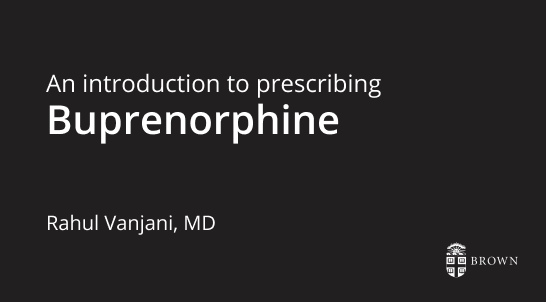 An introduction to prescribing
Buprenorphine
Rahul Vanjani, MD
BROWN